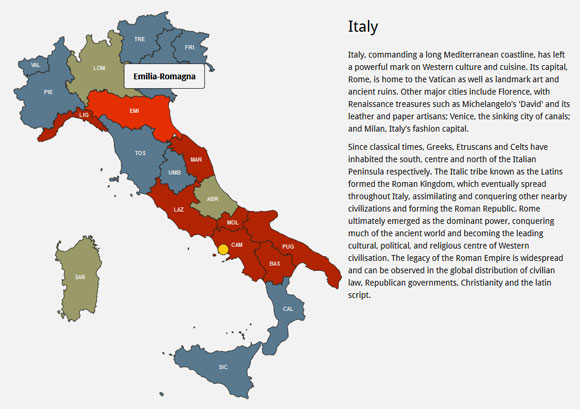 TRE
FRI
VAL
LOM
Emilia-Romagna
PIE
EMI
LIG
TOS
MAR
UMB
ABR
LAZ
MOL
CAM
PUG
BAS
SAR
CAL
SIC
Italy
Italy, commanding a long Mediterranean coastline, has left
a powerful mark on Western culture and cuisine. Its capital,
Rome, is home to the Vatican as well as landmark art and
ancient ruins. Other major cities include Florence, with
Renaissance treasures such as Michelangelo's 'David' and its
leather and paper artisans; Venice, the sinking city of canals;
and Milan, Italy's fashion capital.
Since classical times, Greeks, Etruscans and Celts have
inhabited the south, centre and north of the Italian
Peninsula respectively. The Italic tribe known as the Latins
formed the Roman Kingdom, which eventually spread
throughout Italy, assimilating and conquering other nearby
civilizations and forming the Roman Republic. Rome
ultimately emerged as the dominant power, conquering
much of the ancient world and becoming the leading
cultural, political, and religious centre of Western
civilisation. The legacy of the Roman Empire is widespread
and can be observed in the global distribution of civilian
law, Republican governments, Christianity and the latin
script.